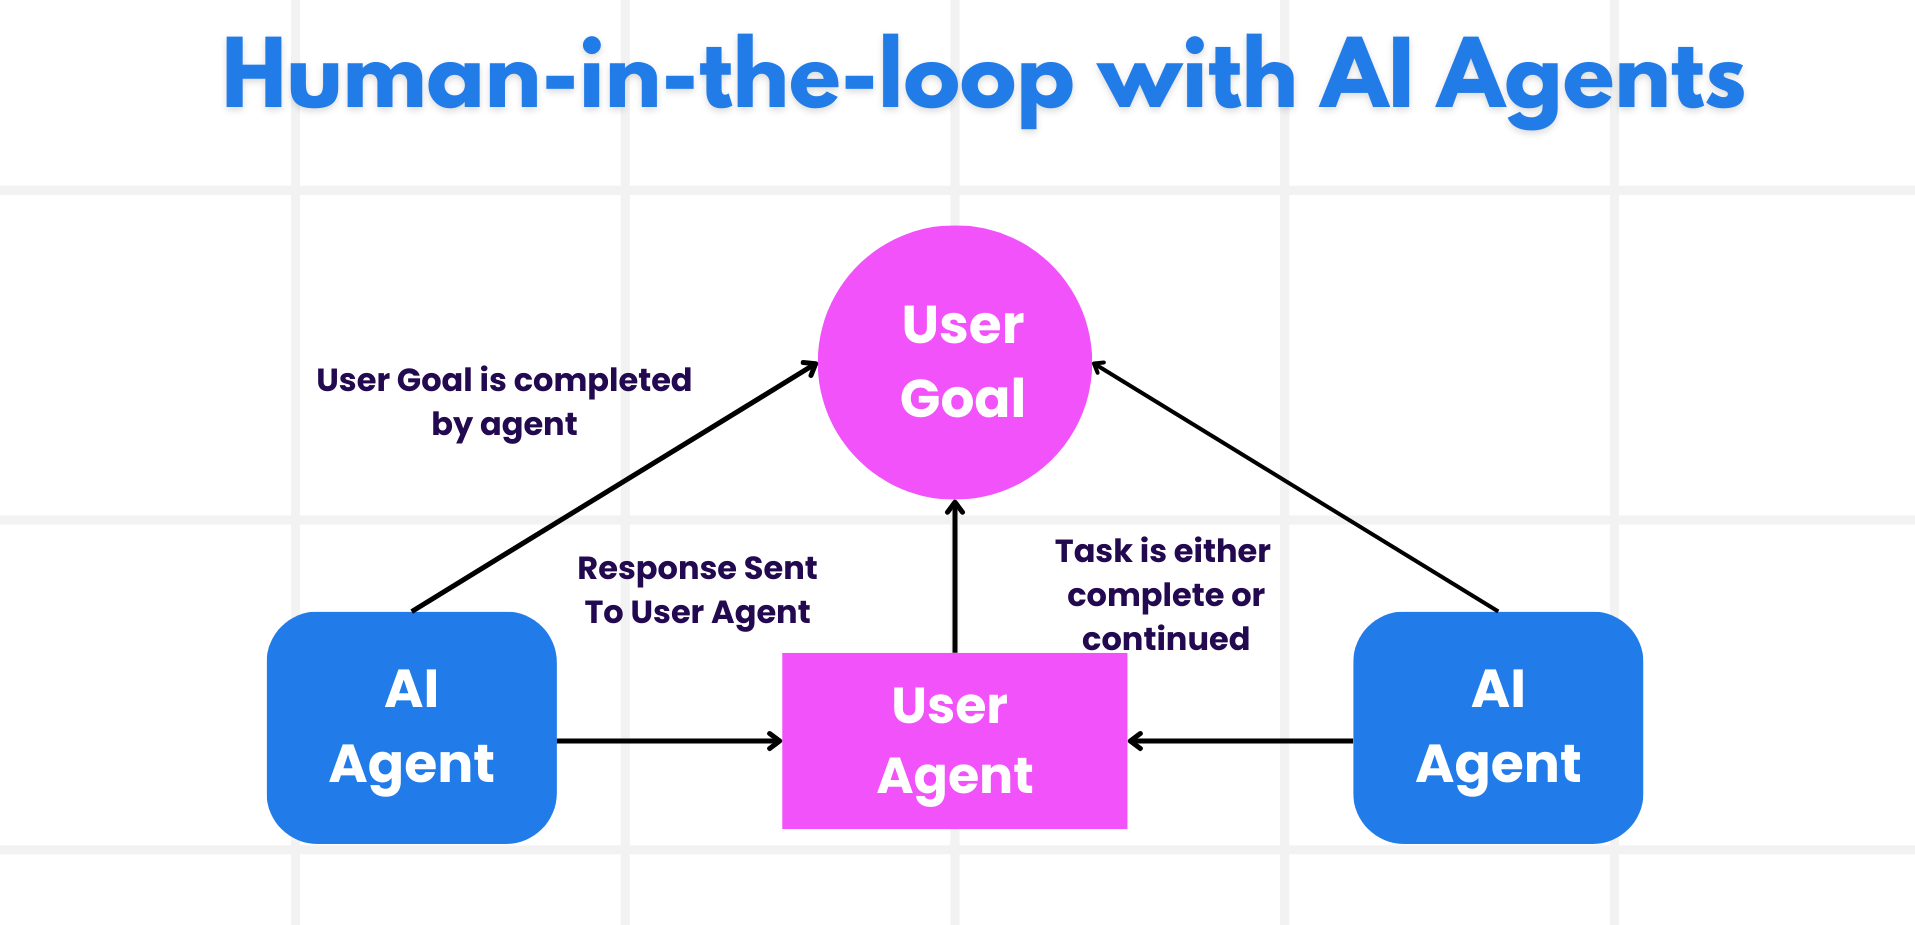 Human-in-the-loop with AI Agents
User
Goal
User Goal is completed
by agent
Response Sent
To User Agent
Task is either
complete or
continued
AI
Agent
User
Agent
AI
Agent